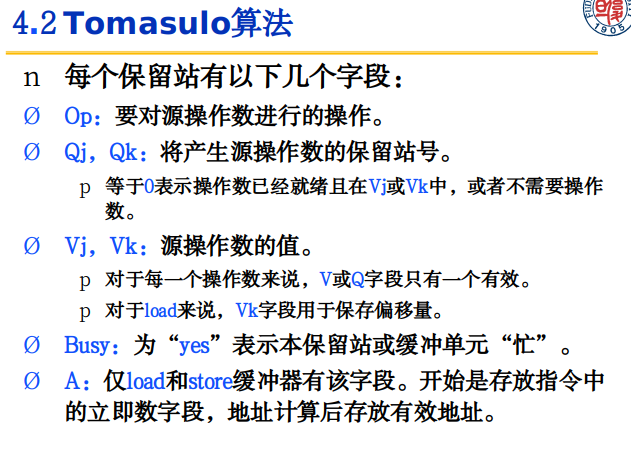 4.2 Tomasulo算法
n 每个保留站有以下几个字段：
Ø Op：要对源操作数进行的操作。
Ø Qj，Qk：将产生源操作数的保留站号。
p 等于0表示操作数已经就绪且在Vj或Vk中，或者不需要操作
数。
Ø Vj，Vk：源操作数的值。
p 对于每一个操作数来说，V或Q字段只有一个有效。
p 对于load来说，Vk字段用于保存偏移量。
Ø Busy：为“yes”表示本保留站或缓冲单元“忙”。
Ø A：仅load和store缓冲器有该字段。开始是存放指令中
的立即数字段，地址计算后存放有效地址。
1905